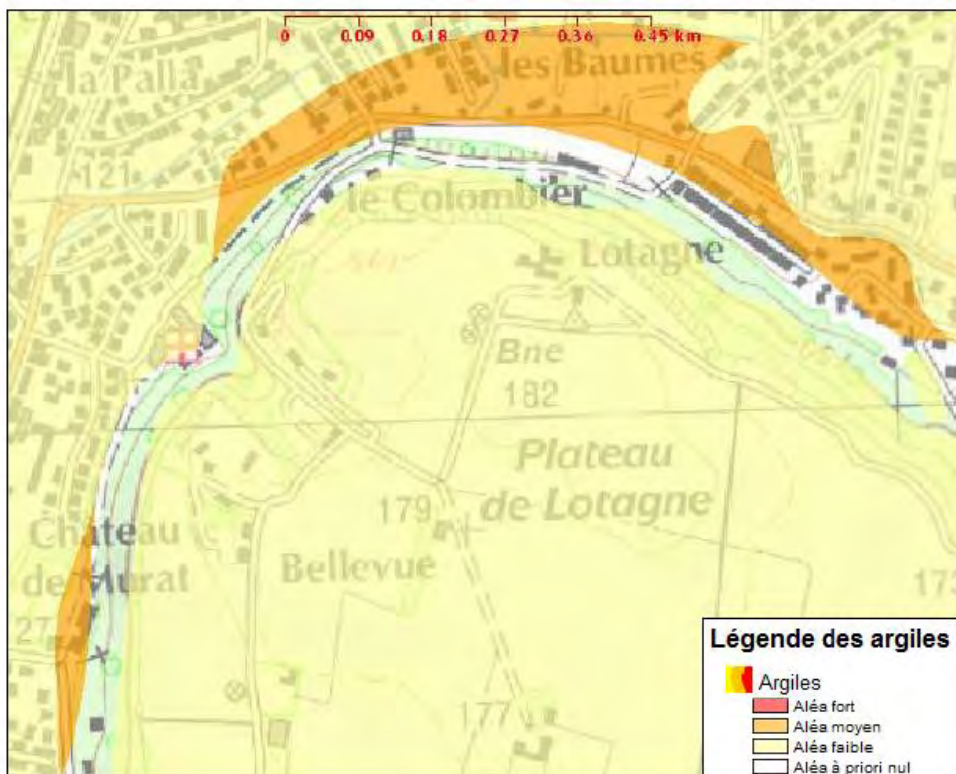 0 0.09 0.18 0.27 0.36 0.45 km
la Palla
les Baumes
121
le Colombier
Lotagne
Bne
182
Plateau
de Lotagne
179
Château
de Murat
Bellevue
27
173
177
Légende des argiles
Argiles
Aléa fort
Aléa moyen
Aléa faible
Aléa à priori nul